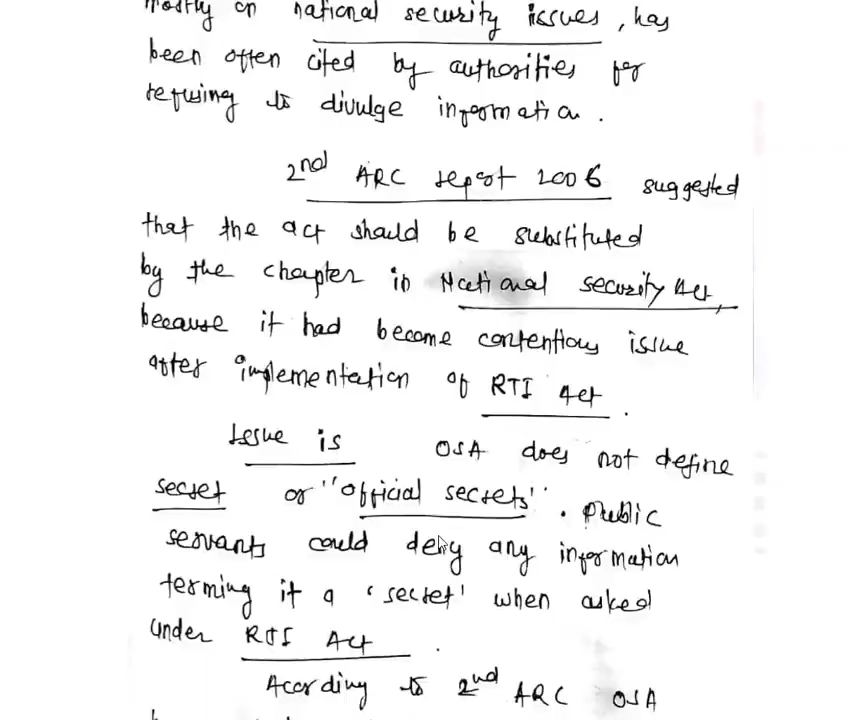 mostly on national security issues, has
been often cited by authorities for
refusing to divulge information.
2nd ARC report 2006 suggested
that the act should be substituted
by the chapter in National security Act,
because it had become contentious issue
after implementation of RTI Act.
Issue is OSA does not define
secret or "official secrets". Public
servants could deny any information
terming it a 'secret' when asked
under RTI Act.
Acording to 2nd ARC OSA